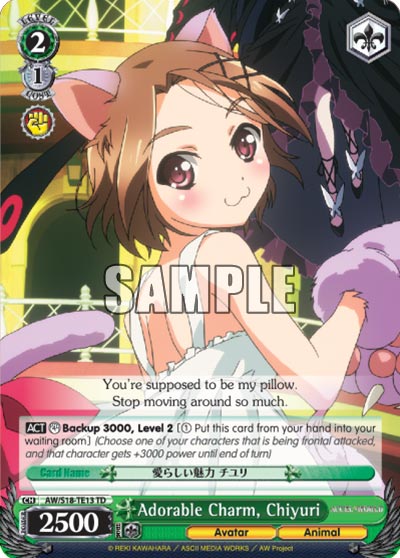 LEVEL
2
1
COST
SAMPLE
You're supposed to be my pillow.
Stop moving around so much.
ACT Backup 3000, Level 2 [① Put this card from your hand into your
waiting room] (Choose one of your characters that is being frontal attacked,
and that character gets +3000 power until end of turn)
Card Name 愛らしい魅力 チユリ
CH AW/S18-TE13 TD
2500 Adorable Charm, Chiyuri
Avatar Animal
© REKI KAWAHARA / ASCII MEDIA WORKS / AW Project